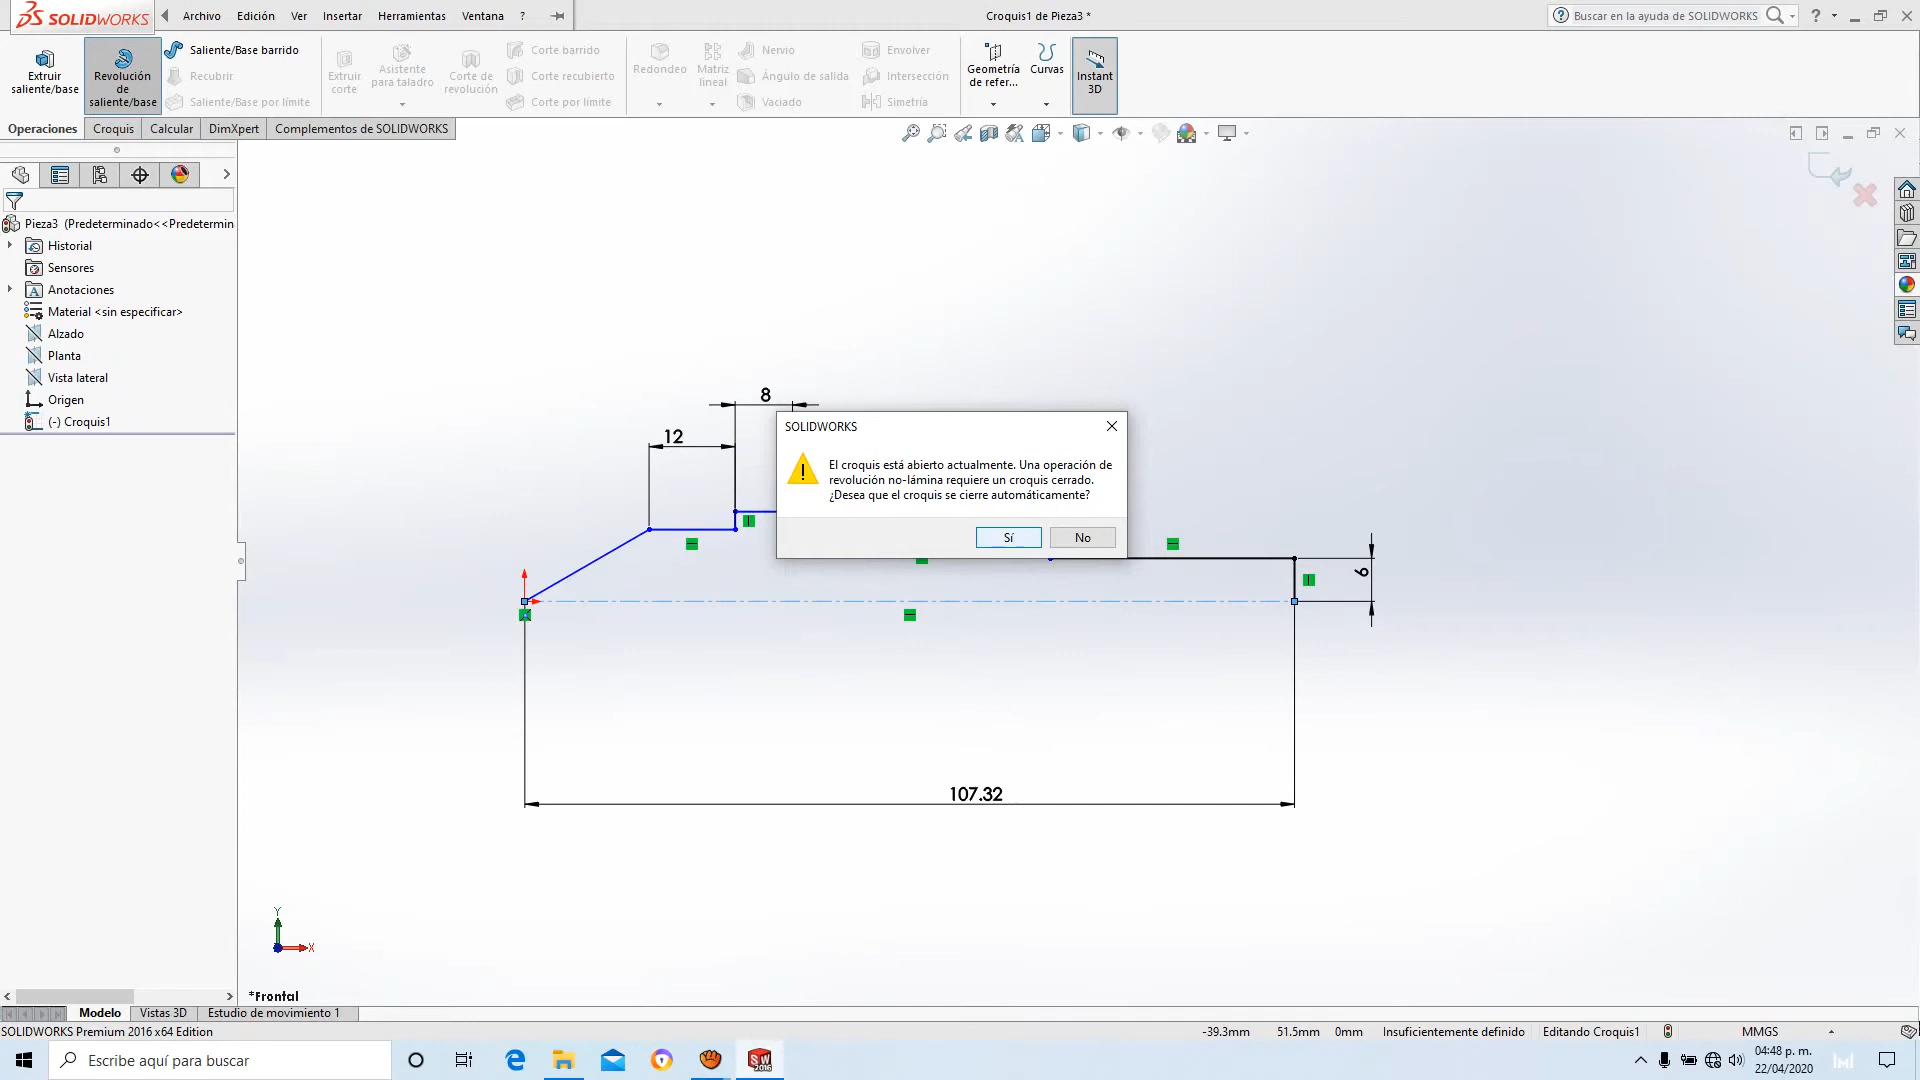 SOLIDWORKS
Archivo Edición Ver Insertar Herramientas Ventana ?
Croquis1 de Pieza3 *
Buscar en la ayuda de SOLIDWORKS
Extruir saliente/base
Revolución de saliente/base
Saliente/Base barrido
Recubrir
Saliente/Base por límite
Extruir corte
Asistente para taladro
Corte de revolución
Corte barrido
Corte recubierto
Corte por límite
Redondeo
Matriz lineal
Nervio
Ángulo de salida
Vaciado
Envolver
Intersección
Simetría
Geometría de refer...
Curvas
Instant 3D
Operaciones Croquis Calcular DimXpert Complementos de SOLIDWORKS
Pieza3 (Predeterminado<<Predetermin
Historial
Sensores
Anotaciones
Material <sin especificar>
Alzado
Planta
Vista lateral
Origen
(-) Croquis1
8
12
SOLIDWORKS
El croquis está abierto actualmente. Una operación de
revolución no-lámina requiere un croquis cerrado.
¿Desea que el croquis se cierre automáticamente?
Sí No
6
107.32
Y
X
*Frontal
Modelo Vistas 3D Estudio de movimiento 1
SOLIDWORKS Premium 2016 x64 Edition
-39.3mm 51.5mm 0mm Insuficientemente definido Editando Croquis1 MMGS
Escribe aquí para buscar
04:48 p. m.
22/04/2020